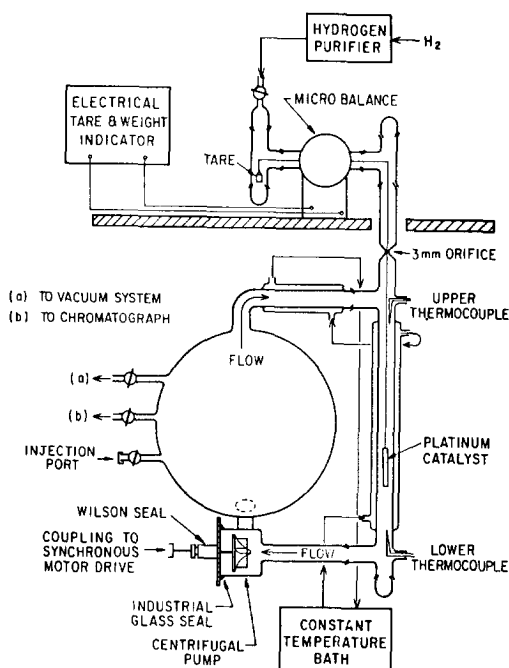 HYDROGEN
PURIFIER
H2
MICRO BALANCE
ELECTRICAL
TARE & WEIGHT
INDICATOR
TARE
3mm ORIFICE
(a) TO VACUUM SYSTEM
(b) TO CHROMATOGRAPH
UPPER
THERMOCOUPLE
FLOW
(a)
(b)
INJECTION
PORT
PLATINUM
CATALYST
WILSON SEAL
COUPLING TO
SYNCHRONOUS
MOTOR DRIVE
FLOW
LOWER
THERMOCOUPLE
INDUSTRIAL
GLASS SEAL
CENTRIFUGAL
PUMP
CONSTANT
TEMPERATURE
BATH